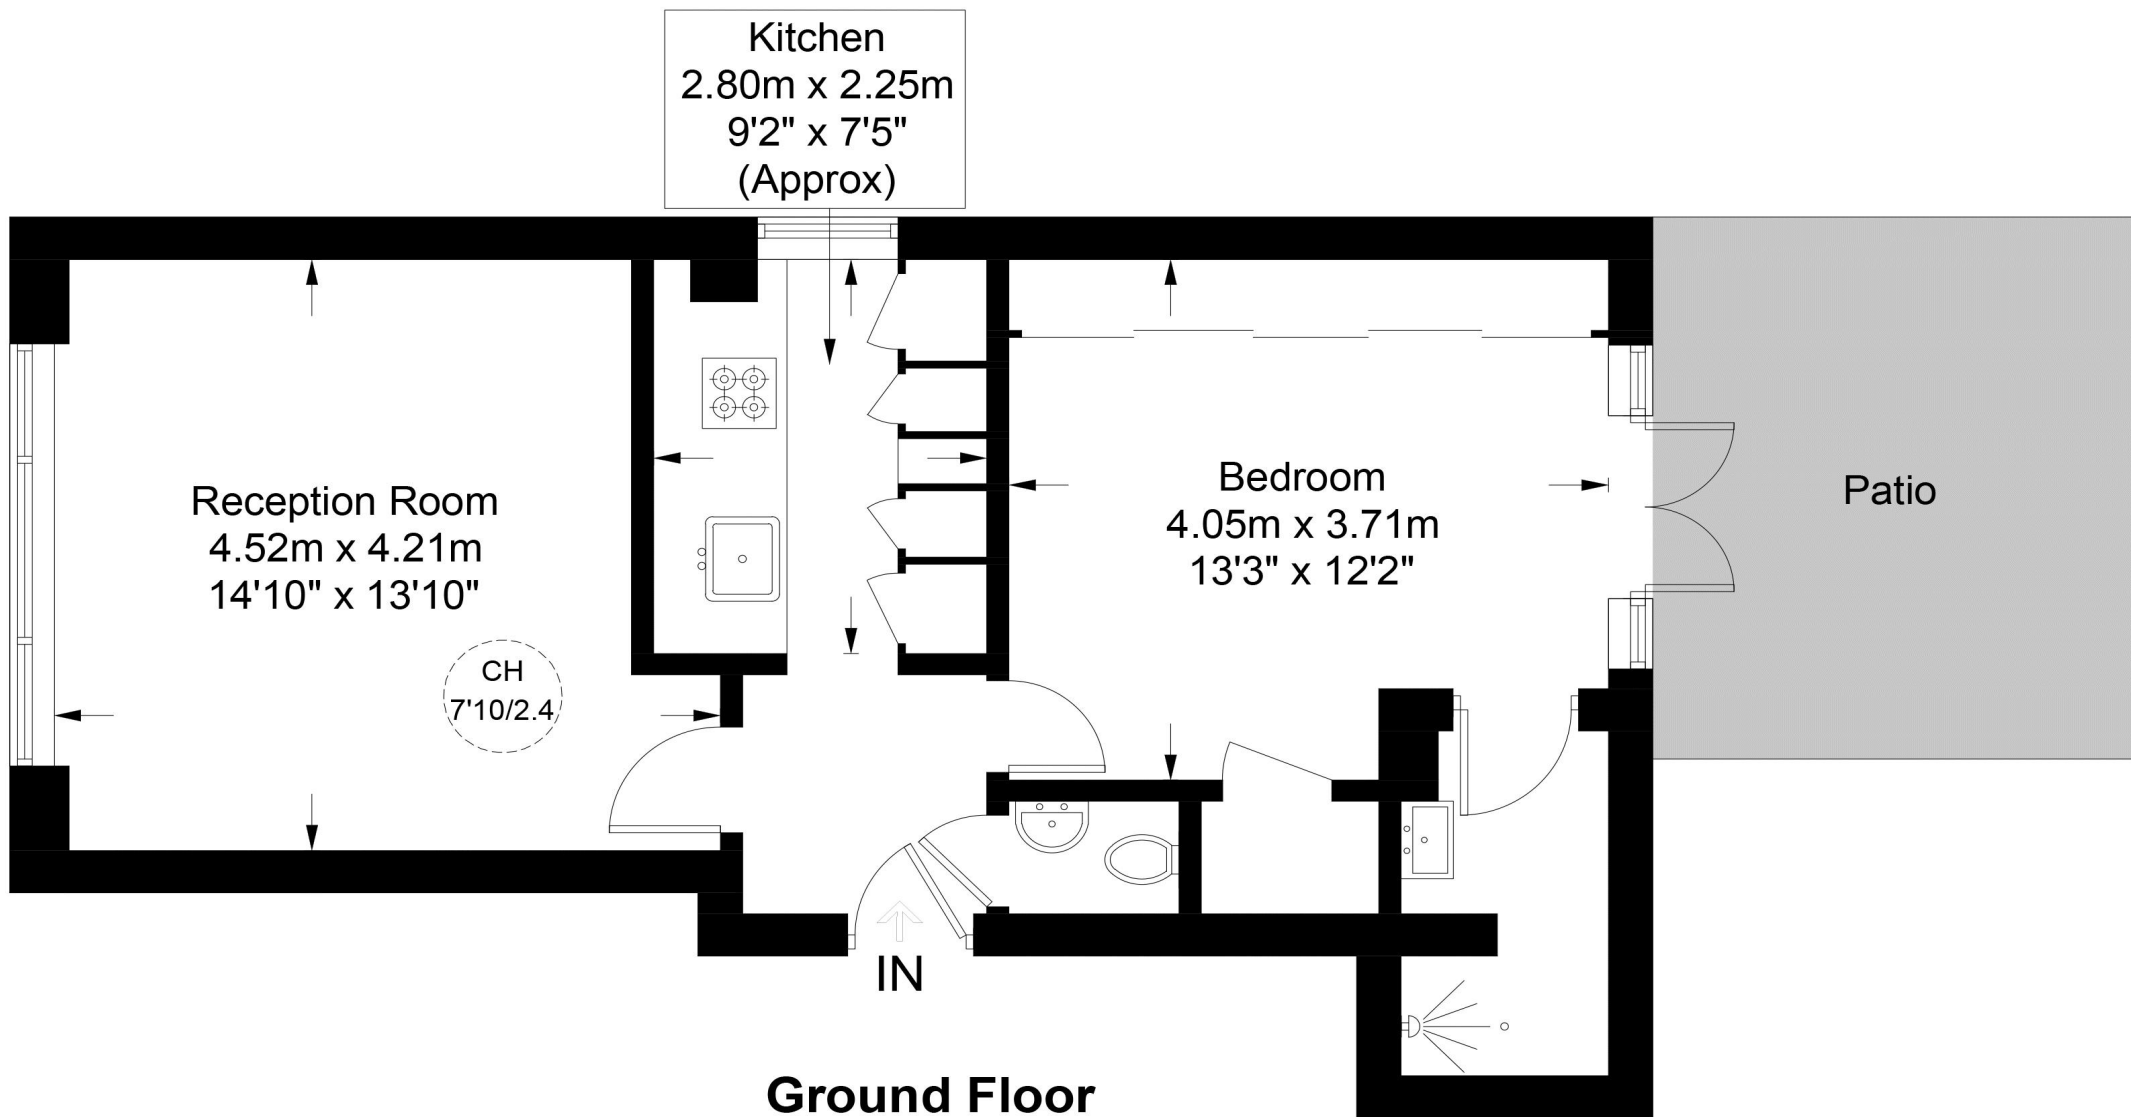 Kitchen
2.80m x 2.25m
9'2" x 7'5"
(Approx)
Reception Room
4.52m x 4.21m
14'10" x 13'10"
CH
7'10/2.4
Bedroom
4.05m x 3.71m
13'3" x 12'2"
Patio
IN
Ground Floor